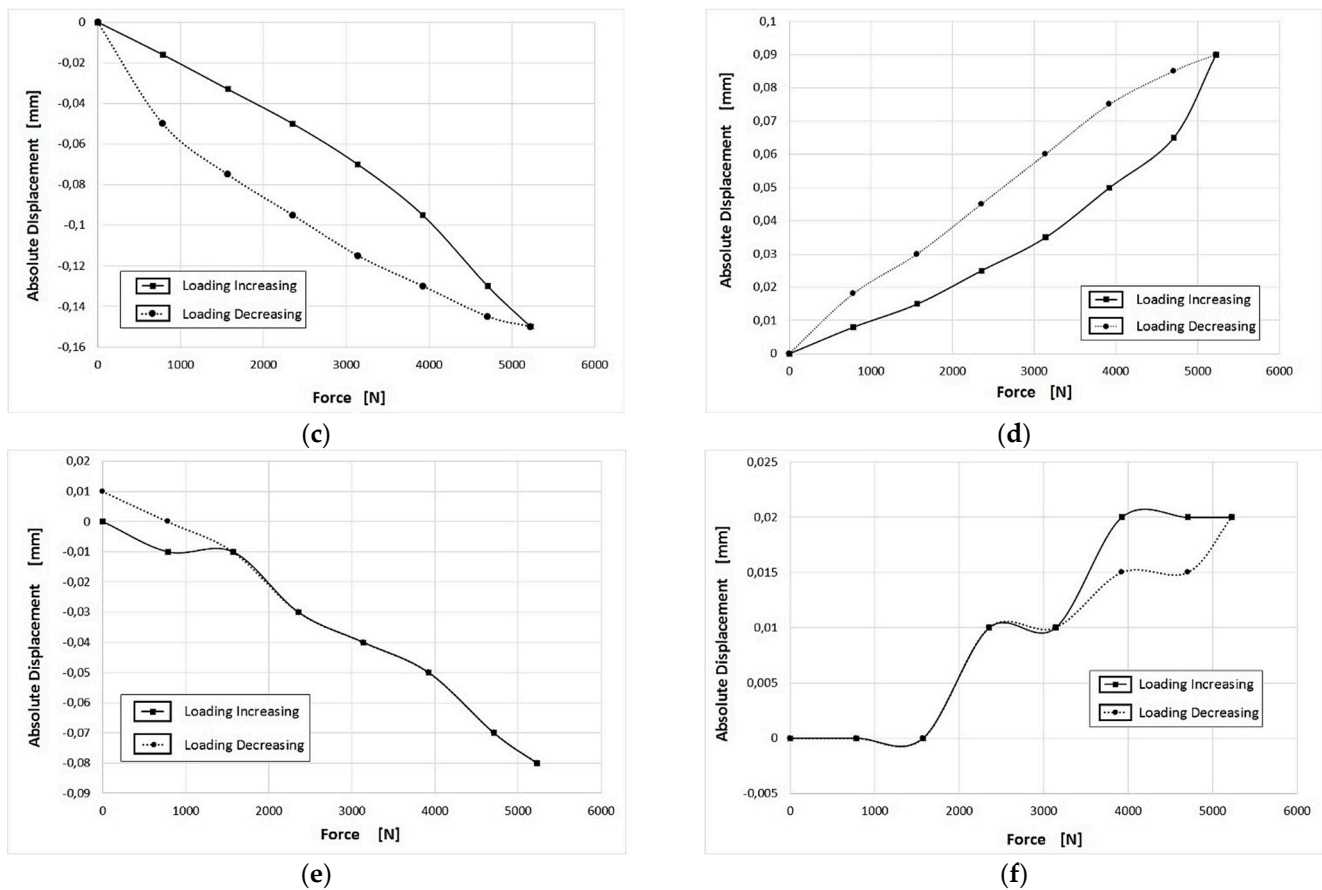 0
-0,02
-0,04
-0,06
-0,08
-0,1
-0,12
-0,14
-0,16
Absolute DIsplacement [mm]
0 1000 2000 3000 4000 5000 6000
Force [N]
Loading Increasing
Loading Decreasing
(c)
0,1
0,09
0,08
0,07
0,06
0,05
0,04
0,03
0,02
0,01
0
Absolute Displacement [mm]
0 1000 2000 3000 4000 5000 6000
Force [N]
Loading Increasing
Loading Decreasing
(d)
0,02
0,01
0
-0,01
-0,02
-0,03
-0,04
-0,05
-0,06
-0,07
-0,08
-0,09
Absolute Displacement [mm]
0 1000 2000 3000 4000 5000 6000
Force [N]
Loading Increasing
Loading Decreasing
(e)
0,025
0,02
0,015
0,01
0,005
0
-0,005
Absolute Displacement [mm]
0 1000 2000 3000 4000 5000 6000
Force [N]
Loading Increasing
Loading Decreasing
(f)